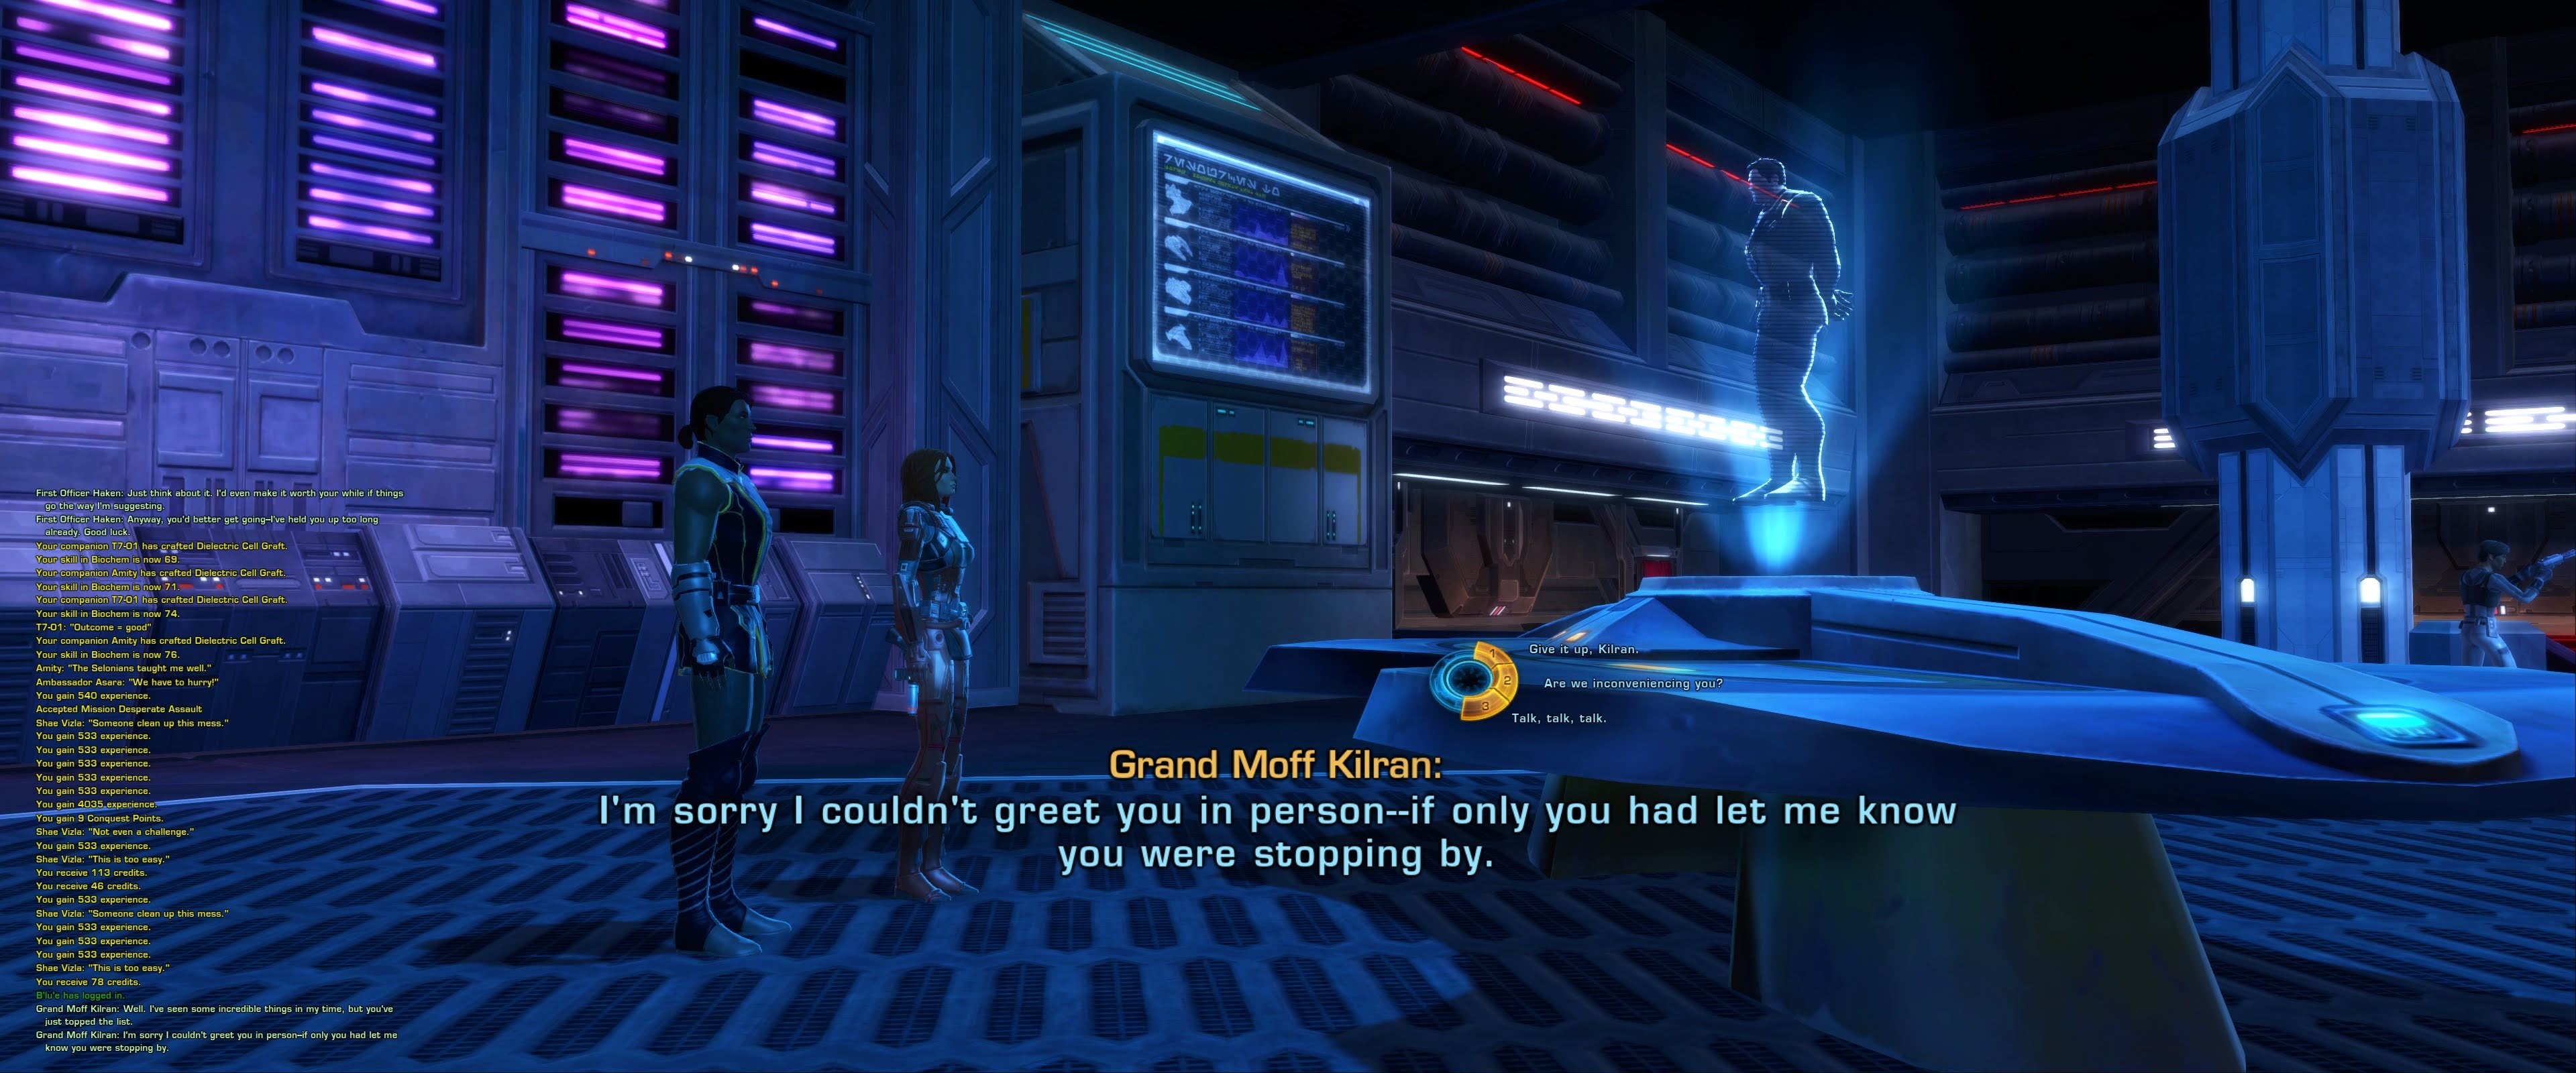 First Officer Haken: Just think about it. I'd even make it worth your while if things
go the way I'm suggesting.
First Officer Haken: Anyway, you'd better get going--I've held you up too long
already. Good luck.
Your companion T7-01 has crafted Dielectric Cell Graft.
Your skill in Biochem is now 69.
Your companion Amity has crafted Dielectric Cell Graft.
Your skill in Biochem is now 71.
Your companion T7-01 has crafted Dielectric Cell Graft.
Your skill in Biochem is now 74.
T7-01: "Outcome = good"
Your companion Amity has crafted Dielectric Cell Graft.
Your skill in Biochem is now 76.
Amity: "The Selonians taught me well."
Ambassador Asara: "We have to hurry!"
You gain 540 experience.
Accepted Mission Desperate Assault
Shae Vizla: "Someone clean up this mess."
You gain 533 experience.
You gain 533 experience.
You gain 533 experience.
You gain 533 experience.
You gain 533 experience.
You gain 4035 experience.
You gain 9 Conquest Points.
Shae Vizla: "Not even a challenge."
You gain 533 experience.
Shae Vizla: "This is too easy."
You receive 113 credits.
You receive 46 credits.
You gain 533 experience.
Shae Vizla: "Someone clean up this mess."
You gain 533 experience.
You gain 533 experience.
You gain 533 experience.
Shae Vizla: "This is too easy."
You receive 78 credits.
B'lu'e has logged in.
Grand Moff Kilran: Well. I've seen some incredible things in my time, but you've
just topped the list.
Grand Moff Kilran: I'm sorry I couldn't greet you in person--if only you had let me
know you were stopping by.
1 Give it up, Kilran.
2 Are we inconveniencing you?
3 Talk, talk, talk.
Grand Moff Kilran:
I'm sorry I couldn't greet you in person--if only you had let me know
you were stopping by.